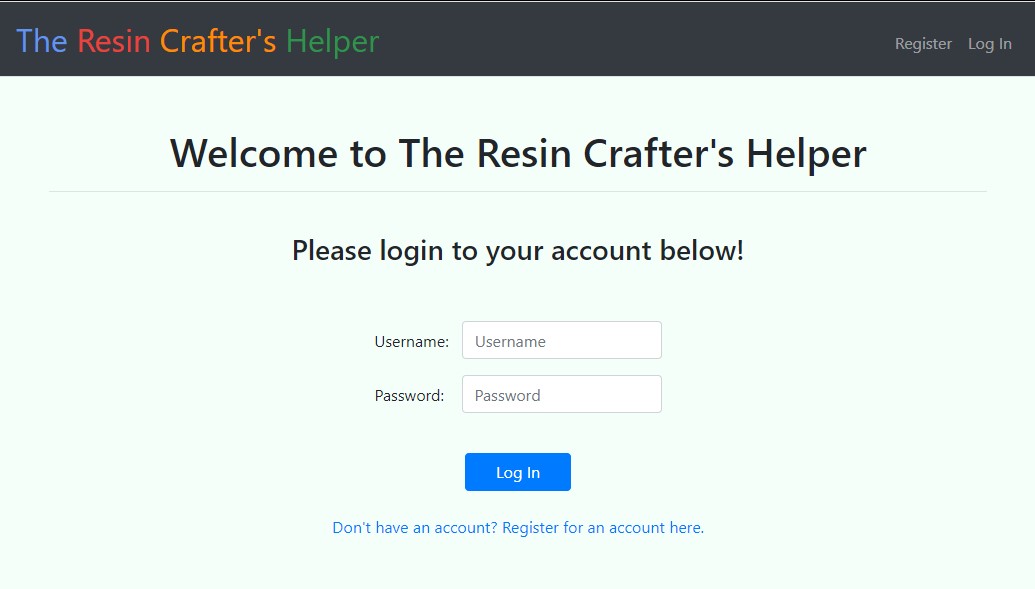 The Resin Crafter's Helper
Register Log In
Welcome to The Resin Crafter's Helper
Please login to your account below!
Username: Username
Password: Password
Log In
Don't have an account? Register for an account here.